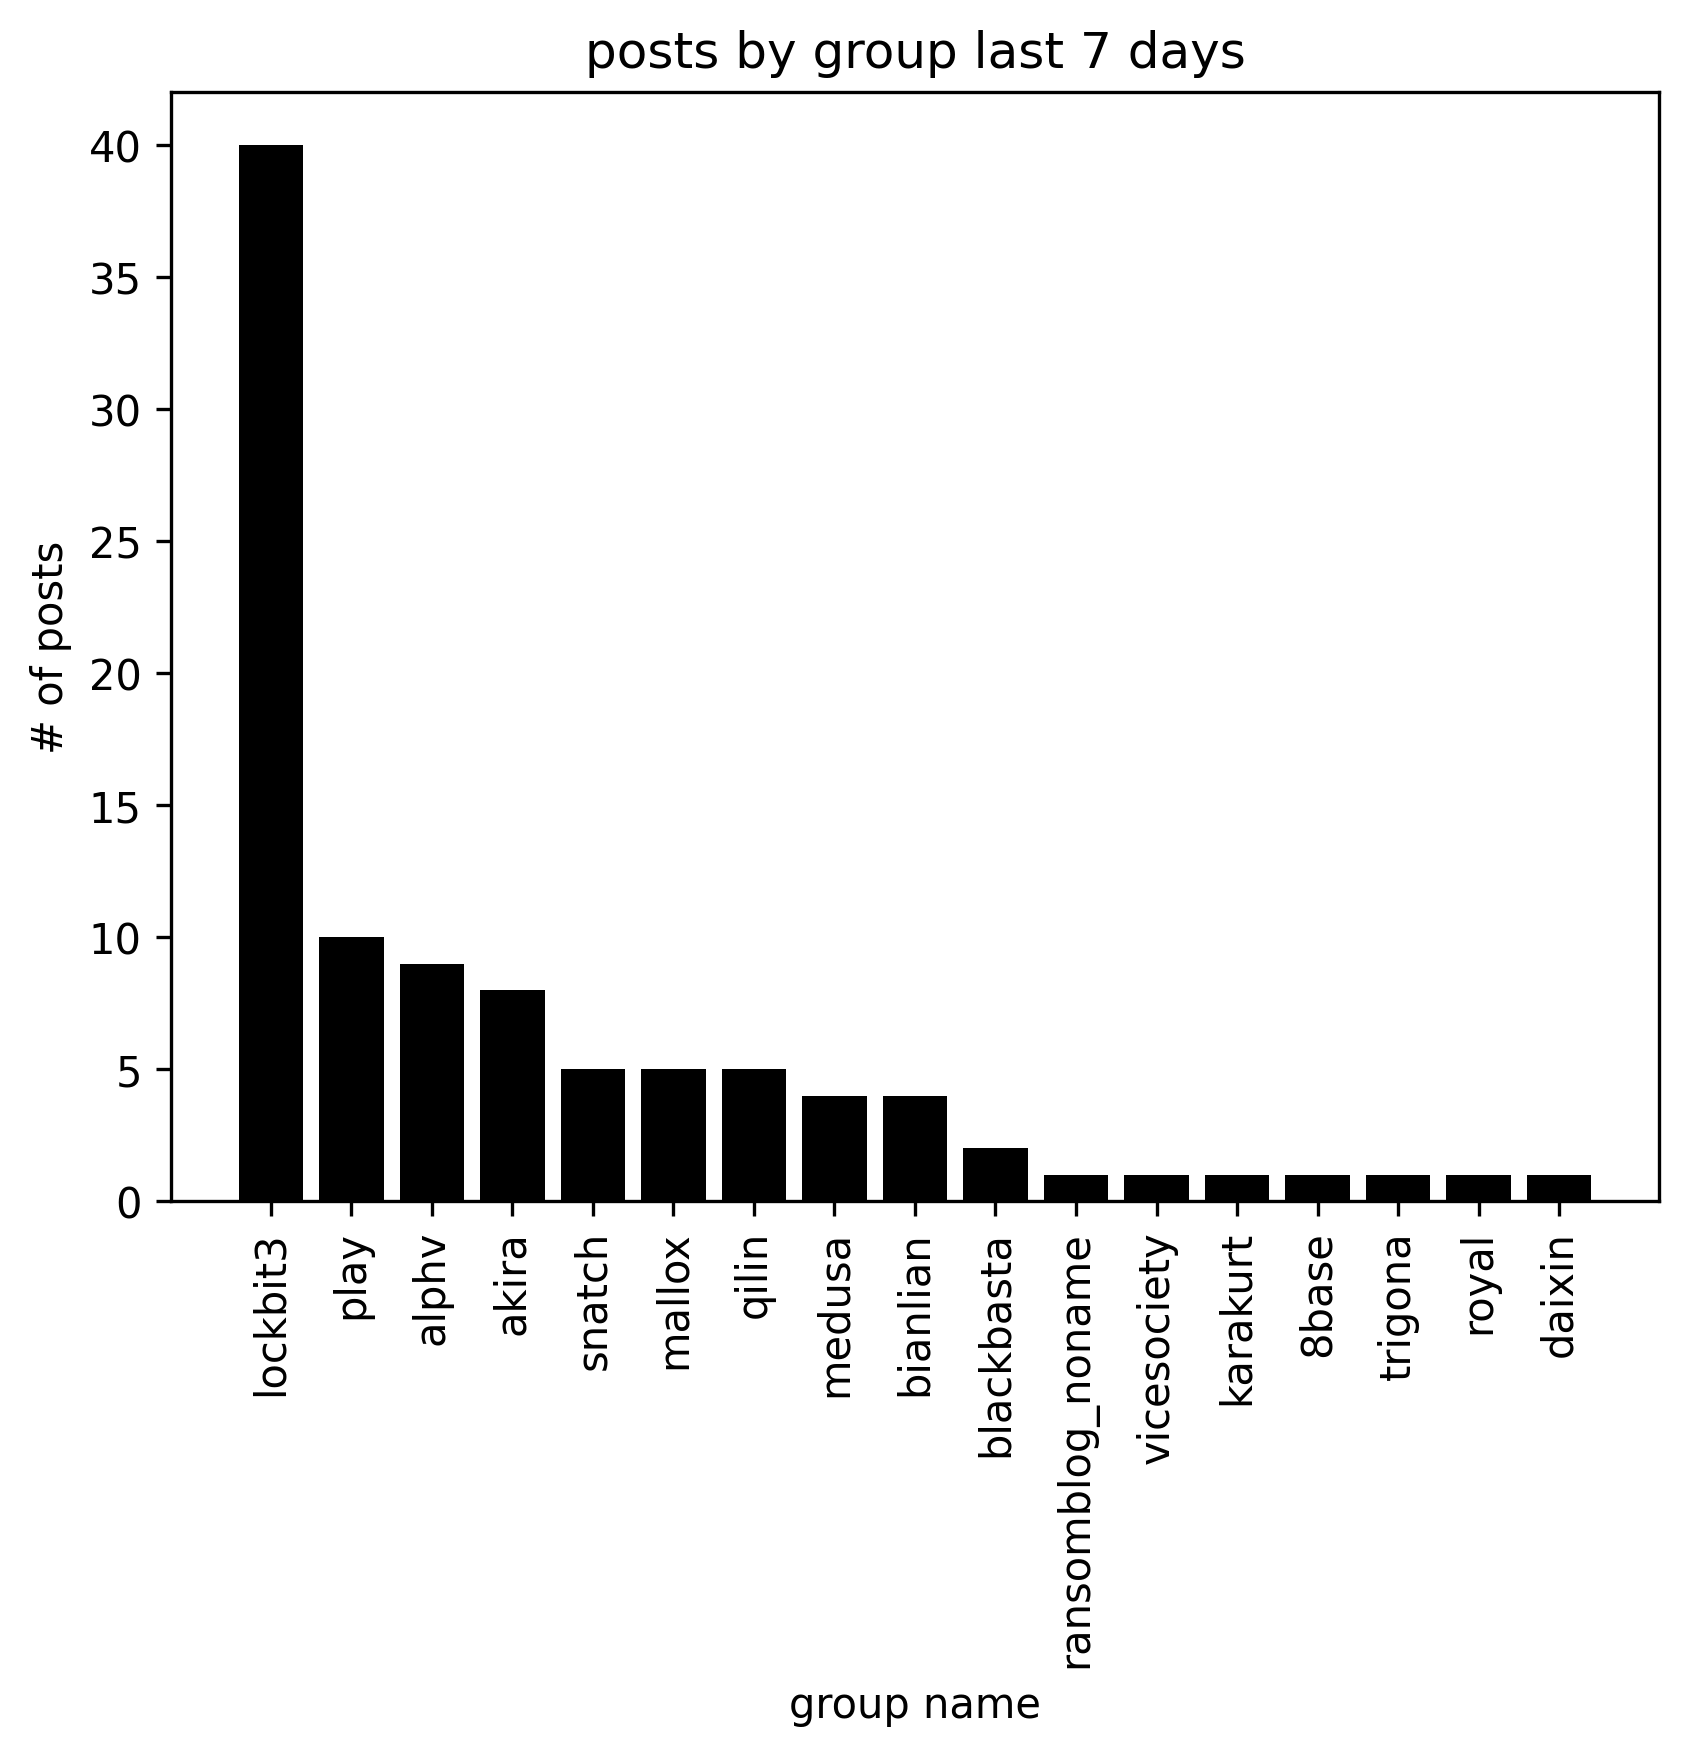 posts by group last 7 days
# of posts
40
35
30
25
20
15
10
5
0
lockbit3
play
alphv
akira
snatch
mallox
qilin
medusa
bianlian
blackbasta
ransomblog_noname
vicesociety
karakurt
8base
trigona
royal
daixin
group name